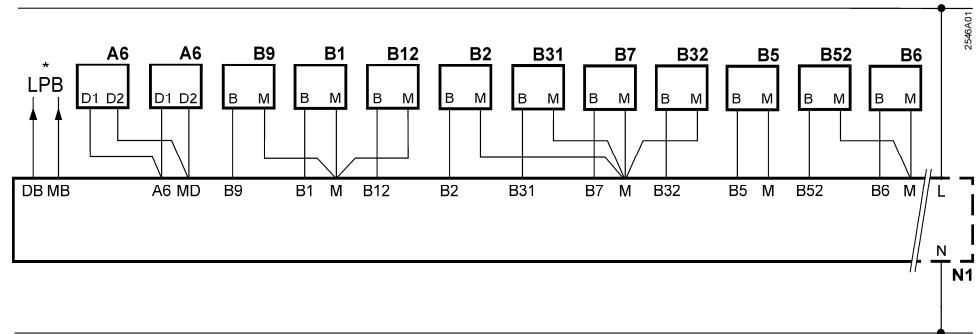 2546A01
A6 A6 B9 B1 B12 B2 B31 B7 B32 B5 B52 B6
*
LPB
D1 D2 D1 D2 B M B M B M B M B M B M B M B M B M B M
DB MB A6 MD B9 B1 M B12 B2 B31 B7 M B32 B5 M B52 B6 M L
N
N1